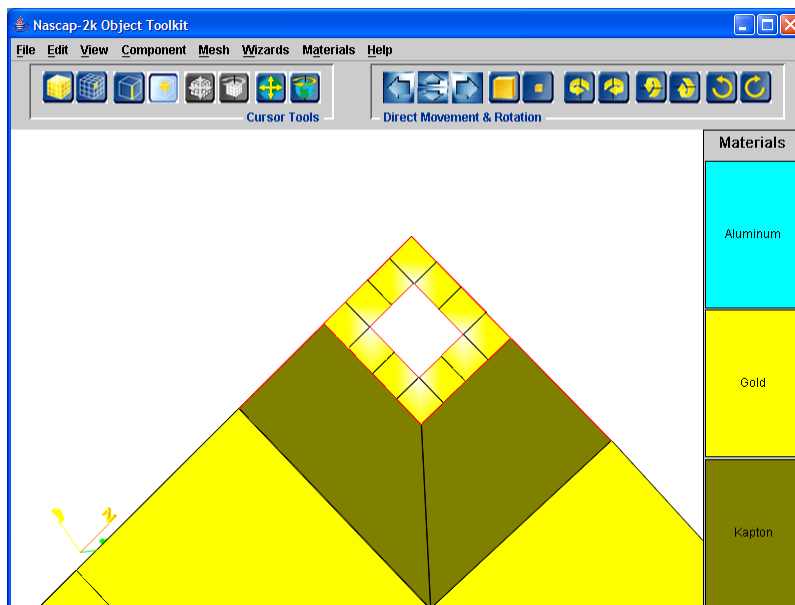 Nascap-2k Object Toolkit
File Edit View Component Mesh Wizards Materials Help
Cursor Tools
Direct Movement & Rotation
Materials
Aluminum
Gold
Kapton